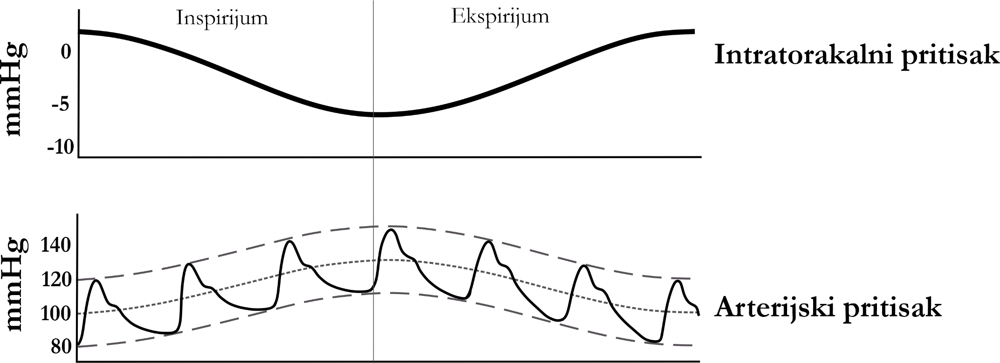 Inspirijum
Ekspirijum
mmHg
0
-5
-10
Intratorakalni pritisak
mmHg
140
120
100
80
Arterijski pritisak